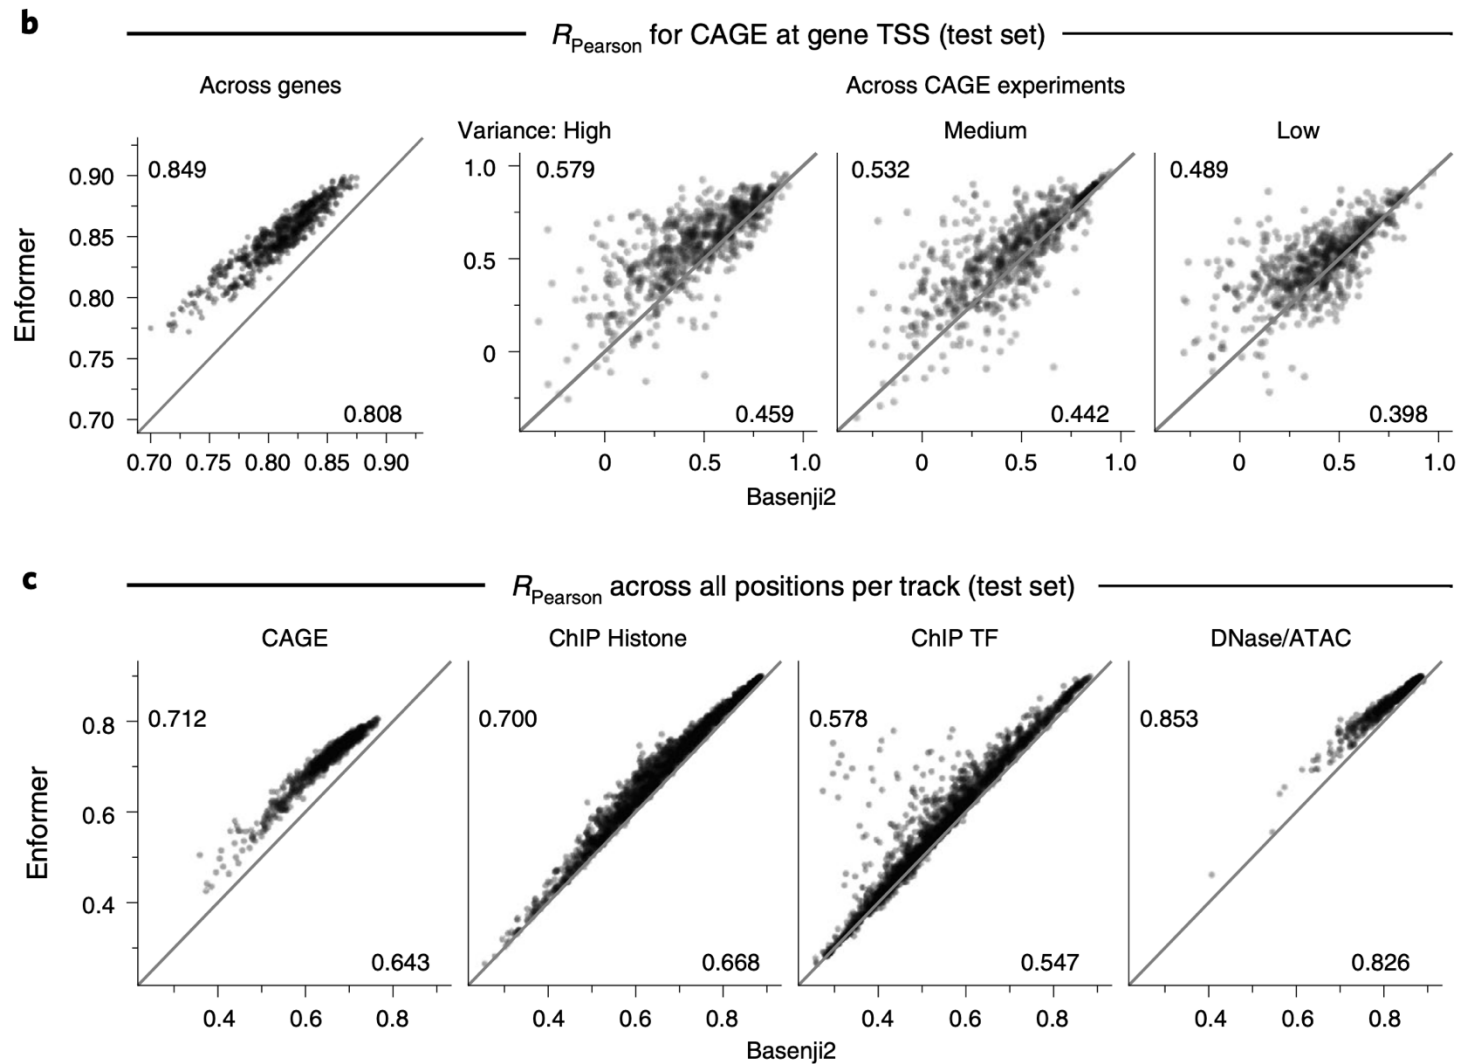 b
R_Pearson for CAGE at gene TSS (test set)
Across genes
Across CAGE experiments
Variance: High
Medium
Low
Enformer
0.90
0.85
0.80
0.75
0.70
0.849
0.808
0.70 0.75 0.80 0.85 0.90
1.0
0.5
0
0.579
0.459
0 0.5 1.0
0.532
0.442
0 0.5 1.0
0.489
0.398
0 0.5 1.0
Basenji2
c
R_Pearson across all positions per track (test set)
CAGE
ChIP Histone
ChIP TF
DNase/ATAC
Enformer
0.8
0.6
0.4
0.712
0.643
0.4 0.6 0.8
0.700
0.668
0.4 0.6 0.8
0.578
0.547
0.4 0.6 0.8
0.853
0.826
0.4 0.6 0.8
Basenji2